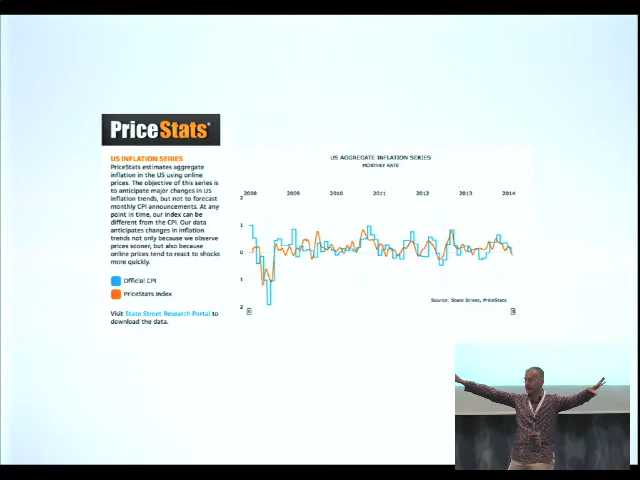 PriceStats
US INFLATION SERIES
PriceStats estimates aggregate
inflation in the US using online
prices. The objective of this series is
to anticipate major changes in US
inflation trends, but not to forecast
monthly CPI announcements. At any
point in time, our index can be
different from the CPI. Our data
anticipates changes in inflation
trends not only because we observe
prices sooner, but also because
online prices tend to react to shocks
more quickly.
Official CPI
PriceStats Index
Visit State Street Research Portal to
download the data.
US AGGREGATE INFLATION SERIES
MONTHLY RATE
2008 2009 2010 2011 2012 2013 2014
2
1
0
1
2
Source: State Street, PriceStats